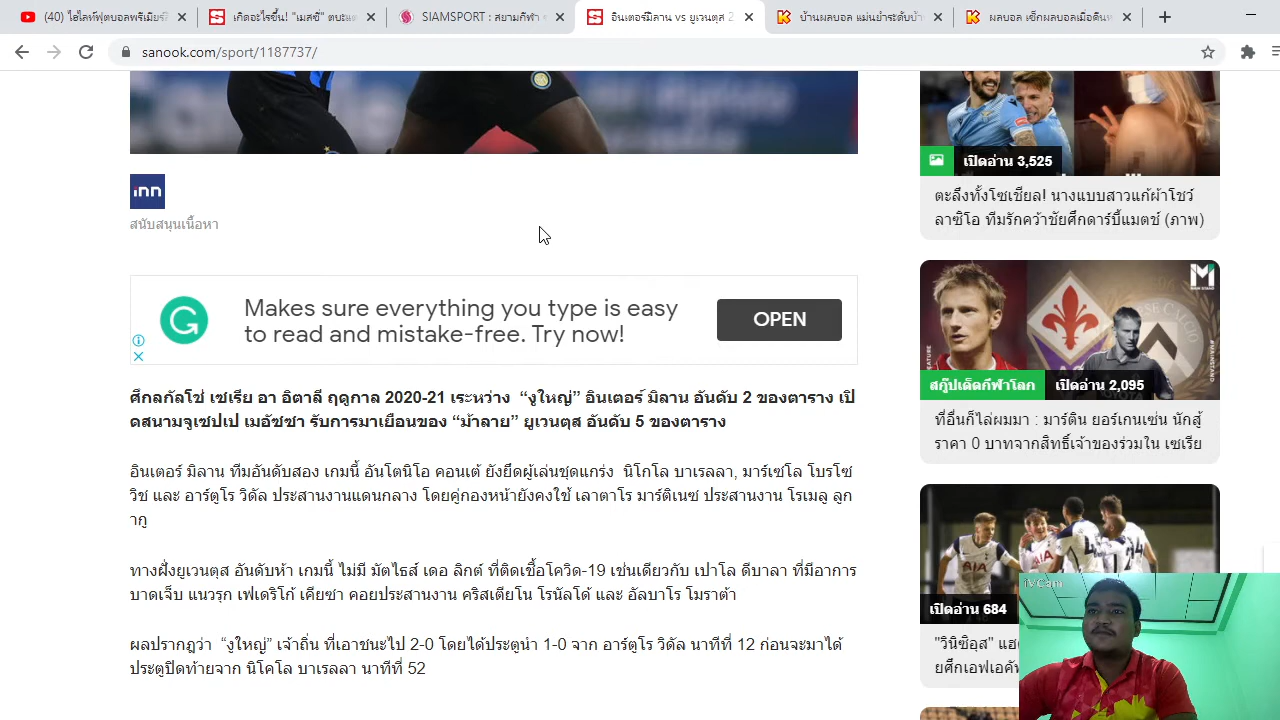 (40) ไฮไลท์ฟุตบอลพรีเมียร์
เกิดอะไรขึ้น! "เมสซี่" ตบะแต
SIAMSPORT : สยามกีฬา
อินเตอร์มิลาน vs ยูเวนตุส 2
บ้านผลบอล แม่นยำระดับบ้า
ผลบอล เช็กผลบอลเมื่อคืน
sanook.com/sport/1187737/
inn
สนับสนุนเนื้อหา
Makes sure everything you type is easy
to read and mistake-free. Try now!
OPEN
ศึกลูกัลโช่ เซเรีย อา อิตาลี ฤดูกาล 2020-21 เระหว่าง “งูใหญ่” อินเตอร์ มิลาน อันดับ 2 ของตาราง เปิ
ดสนามจูเซปเป เมอัซซ่า รับการมาเยือนของ “ม้าลาย” ยูเวนตุส อันดับ 5 ของตาราง
อินเตอร์ มิลาน ทีมอันดับสอง เกมนี้ อันโตนิโอ คอนเต้ ยังยึดผู้เล่นชุดแกร่ง นิโกโล บาเรลลา, มาร์เซโล โบรโซ
วิช และ อาร์ตูโร วิดัล ประสานงานแดนกลาง โดยคู่กองหน้ายังคงใช้ เลาตาโร มาร์ติเนซ ประสานงาน โรเมลู ลูก
ากู
ทางฝั่งยูเวนตุส อันดับห้า เกมนี้ ไม่มี มัตไธส์ เดอ ลิกต์ ที่ติดเชื้อโควิด-19 เช่นเดียวกับ เปาโล ดีบาลา ที่มีอาการ
บาดเจ็บ แนวรุก เฟเดริโก้ เคียซ่า คอยประสานงาน คริสเตียโน โรนัลโด้ และ อัลบาโร โมราต้า
ผลปรากฏว่า “งูใหญ่” เจ้าถิ่น ที่เอาชนะไป 2-0 โดยได้ประตูนำ 1-0 จาก อาร์ตูโร วิดัล นาทีที่ 12 ก่อนจะมาได้
ประตูปิดท้ายจาก นิโคโล บาเรลลา นาทีที่ 52
เปิดอ่าน 3,525
ตะลึงทั้งโซเชียล! นางแบบสาวแก้ผ้าโชว์
ลาซิโอ ทีมรักคว้าชัยศึกดาร์บี้แมตช์ (ภาพ)
สกู๊ปเด็ดกีฬาโลก
เปิดอ่าน 2,095
ที่อื่นก็ไล่ผมมา : มาร์ติน ยอร์เกนเซ่น นักสู้
ราคา 0 บาทจากสิทธิ์เจ้าของร่วมใน เซเรีย
AIA
เปิดอ่าน 684
"วินิซิอุส" แฮต
ยศึกเอฟเอคัพ